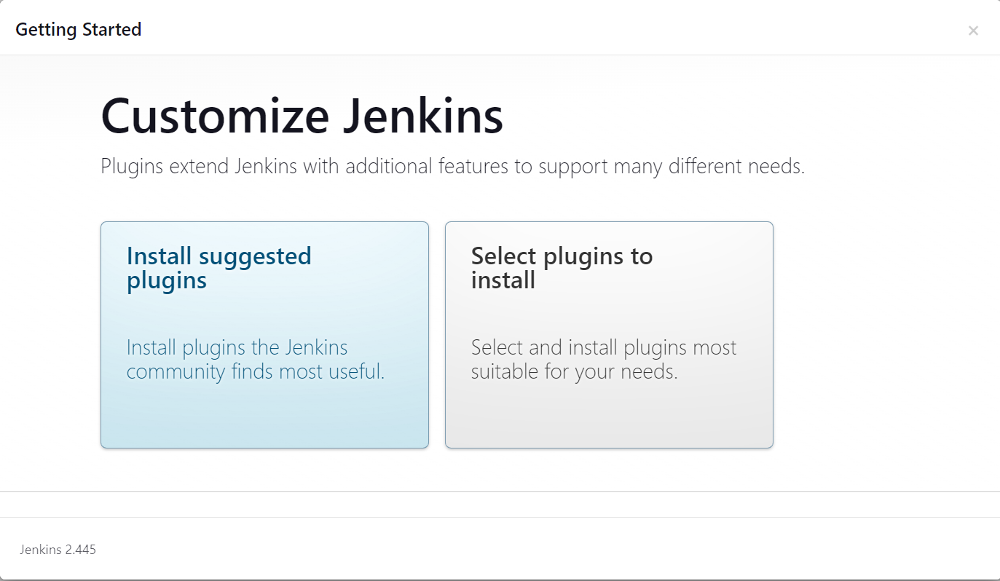 Getting Started
×
Customize Jenkins
Plugins extend Jenkins with additional features to support many different needs.
Install suggested
plugins
Install plugins the Jenkins
community finds most useful.
Select plugins to
install
Select and install plugins most
suitable for your needs.
Jenkins 2.445